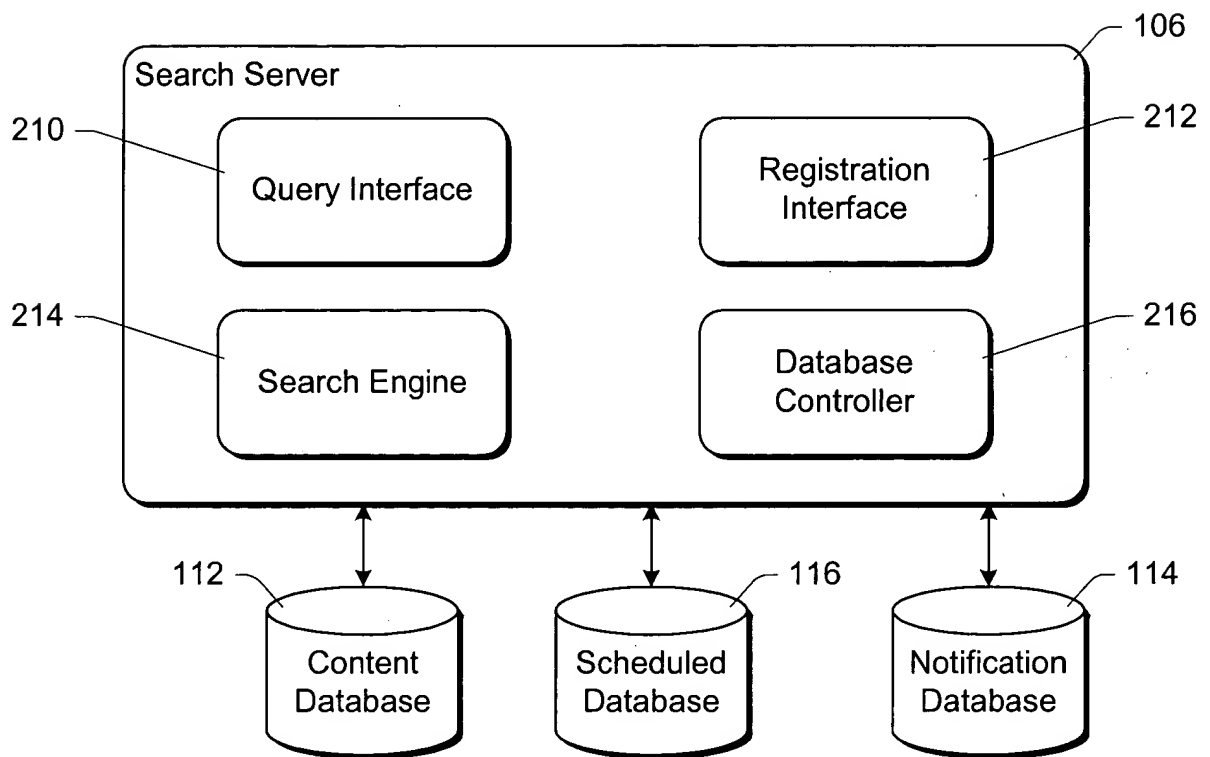 106
Search Server
210
212
Query Interface
Registration
Interface
214
216
Search Engine
Database
Controller
112
116
114
Content
Database
Scheduled
Database
Notification
Database